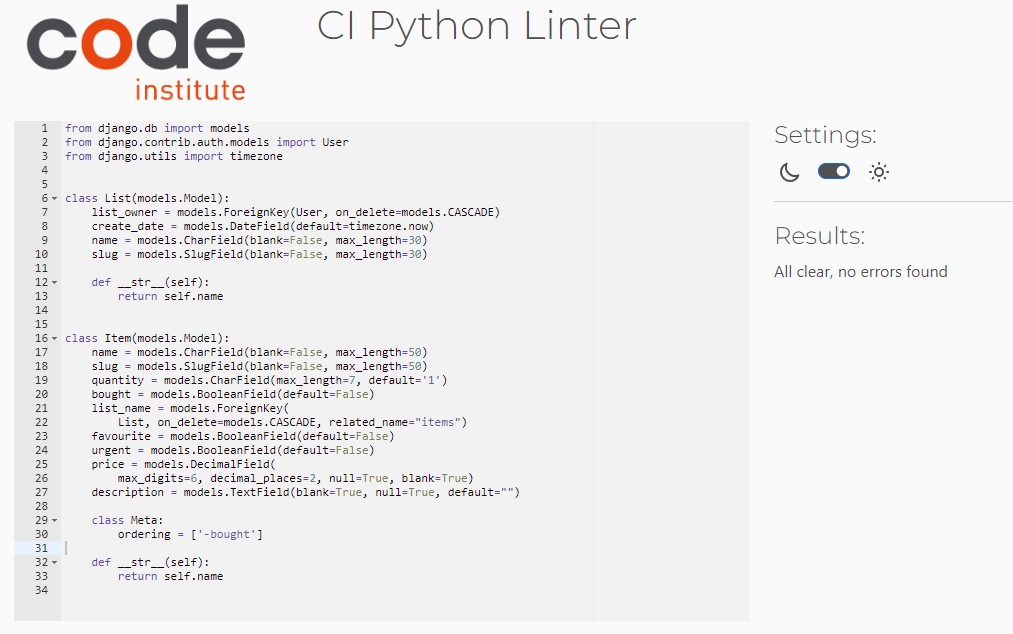 code
institute
CI Python Linter
1 from django.db import models
2 from django.contrib.auth.models import User
3 from django.utils import timezone
4
5
6 class List(models.Model):
7     list_owner = models.ForeignKey(User, on_delete=models.CASCADE)
8     create_date = models.DateField(default=timezone.now)
9     name = models.CharField(blank=False, max_length=30)
10     slug = models.SlugField(blank=False, max_length=30)
11
12     def __str__(self):
13         return self.name
14
15
16 class Item(models.Model):
17     name = models.CharField(blank=False, max_length=50)
18     slug = models.SlugField(blank=False, max_length=50)
19     quantity = models.CharField(max_length=7, default='1')
20     bought = models.BooleanField(default=False)
21     list_name = models.ForeignKey(
22         List, on_delete=models.CASCADE, related_name="items")
23     favourite = models.BooleanField(default=False)
24     urgent = models.BooleanField(default=False)
25     price = models.DecimalField(
26         max_digits=6, decimal_places=2, null=True, blank=True)
27     description = models.TextField(blank=True, null=True, default="")
28
29     class Meta:
30         ordering = ['-bought']
31
32     def __str__(self):
33         return self.name
34
Settings:
Results:
All clear, no errors found